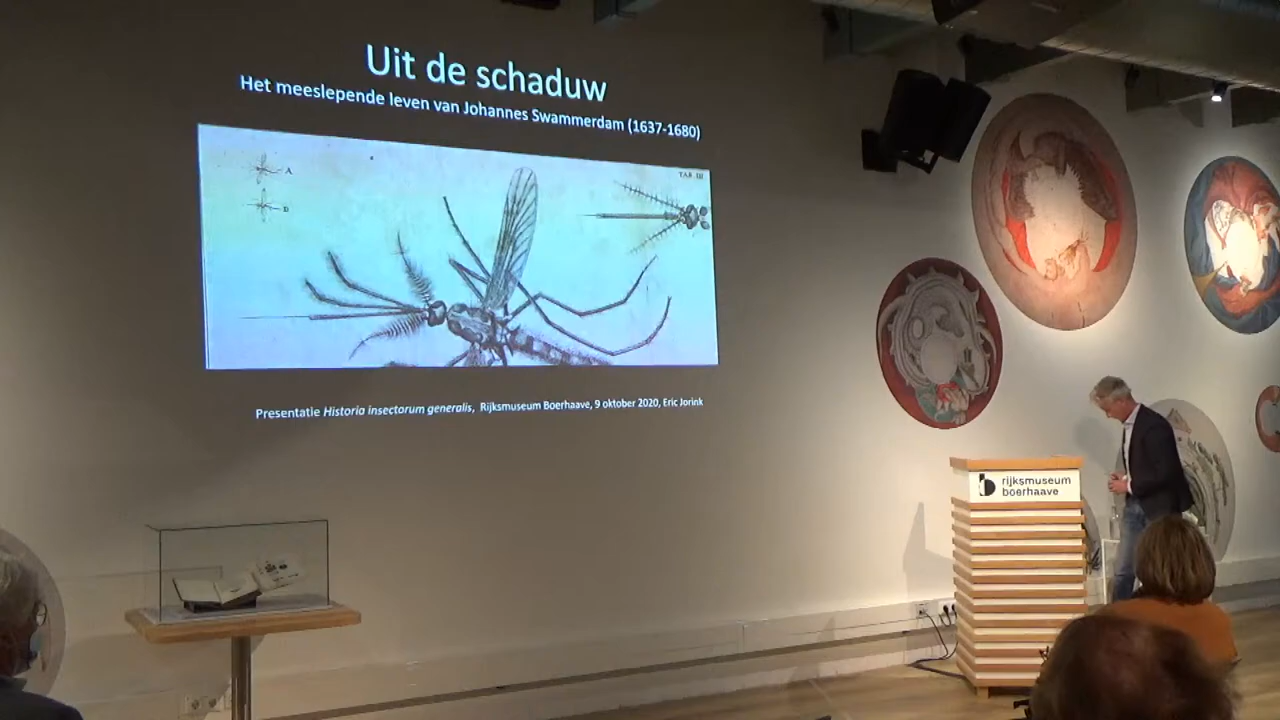 Uit de schaduw
Het meeslepende leven van Johannes Swammerdam (1637-1680)
A
TAB. III
B
Presentatie Historia insectorum generalis, Rijksmuseum Boerhaave, 9 oktober 2020, Eric Jorink
rijksmuseum
boerhaave